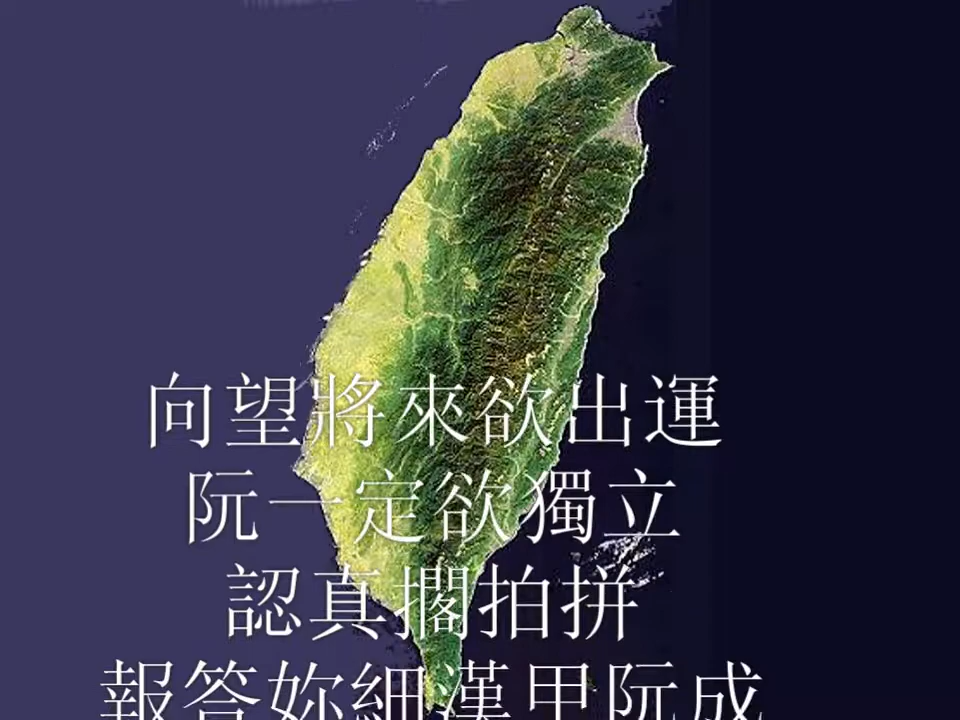 向望將來欲出運
阮一定欲獨立
認真擱拍拼
報答妳細漢甲阮成